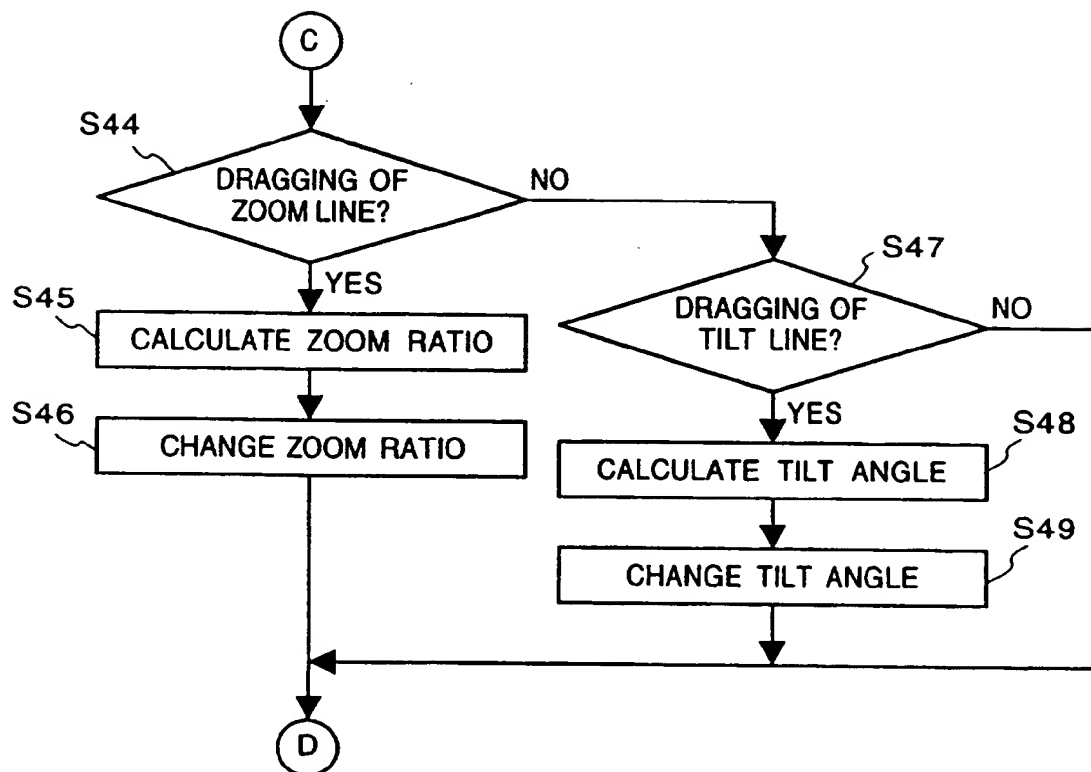 C
S44
DRAGGING OF
ZOOM LINE?
NO
YES
S45
CALCULATE ZOOM RATIO
S46
CHANGE ZOOM RATIO
S47
DRAGGING OF
TILT LINE?
NO
YES
S48
CALCULATE TILT ANGLE
S49
CHANGE TILT ANGLE
D